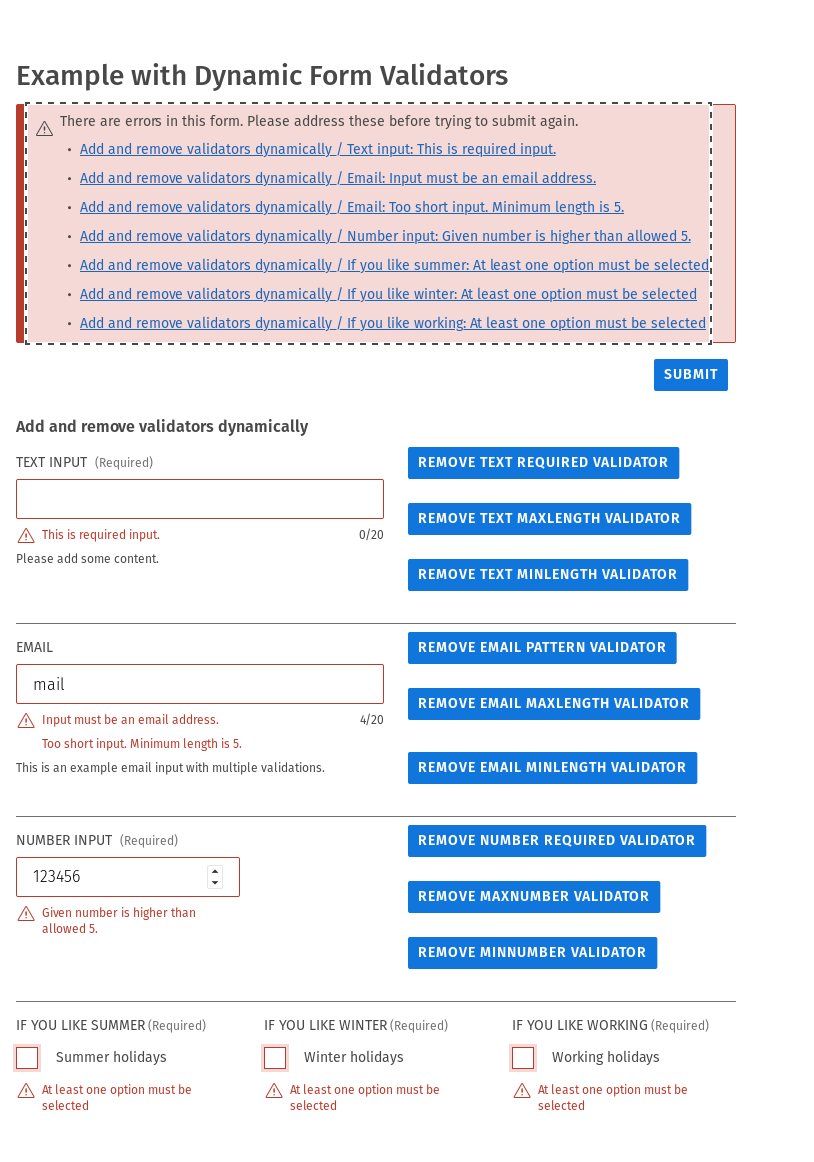 Example with Dynamic Form Validators
There are errors in this form. Please address these before trying to submit again.
• Add and remove validators dynamically / Text input: This is required input.
• Add and remove validators dynamically / Email: Input must be an email address.
• Add and remove validators dynamically / Email: Too short input. Minimum length is 5.
• Add and remove validators dynamically / Number input: Given number is higher than allowed 5.
• Add and remove validators dynamically / If you like summer: At least one option must be selected
• Add and remove validators dynamically / If you like winter: At least one option must be selected
• Add and remove validators dynamically / If you like working: At least one option must be selected
SUBMIT
Add and remove validators dynamically
TEXT INPUT (Required)
This is required input. 0/20
Please add some content.
REMOVE TEXT REQUIRED VALIDATOR
REMOVE TEXT MAXLENGTH VALIDATOR
REMOVE TEXT MINLENGTH VALIDATOR
EMAIL
mail
Input must be an email address. 4/20
Too short input. Minimum length is 5.
This is an example email input with multiple validations.
REMOVE EMAIL PATTERN VALIDATOR
REMOVE EMAIL MAXLENGTH VALIDATOR
REMOVE EMAIL MINLENGTH VALIDATOR
NUMBER INPUT (Required)
123456
Given number is higher than
allowed 5.
REMOVE NUMBER REQUIRED VALIDATOR
REMOVE MAXNUMBER VALIDATOR
REMOVE MINNUMBER VALIDATOR
IF YOU LIKE SUMMER (Required)
Summer holidays
At least one option must be
selected
IF YOU LIKE WINTER (Required)
Winter holidays
At least one option must be
selected
IF YOU LIKE WORKING (Required)
Working holidays
At least one option must be
selected